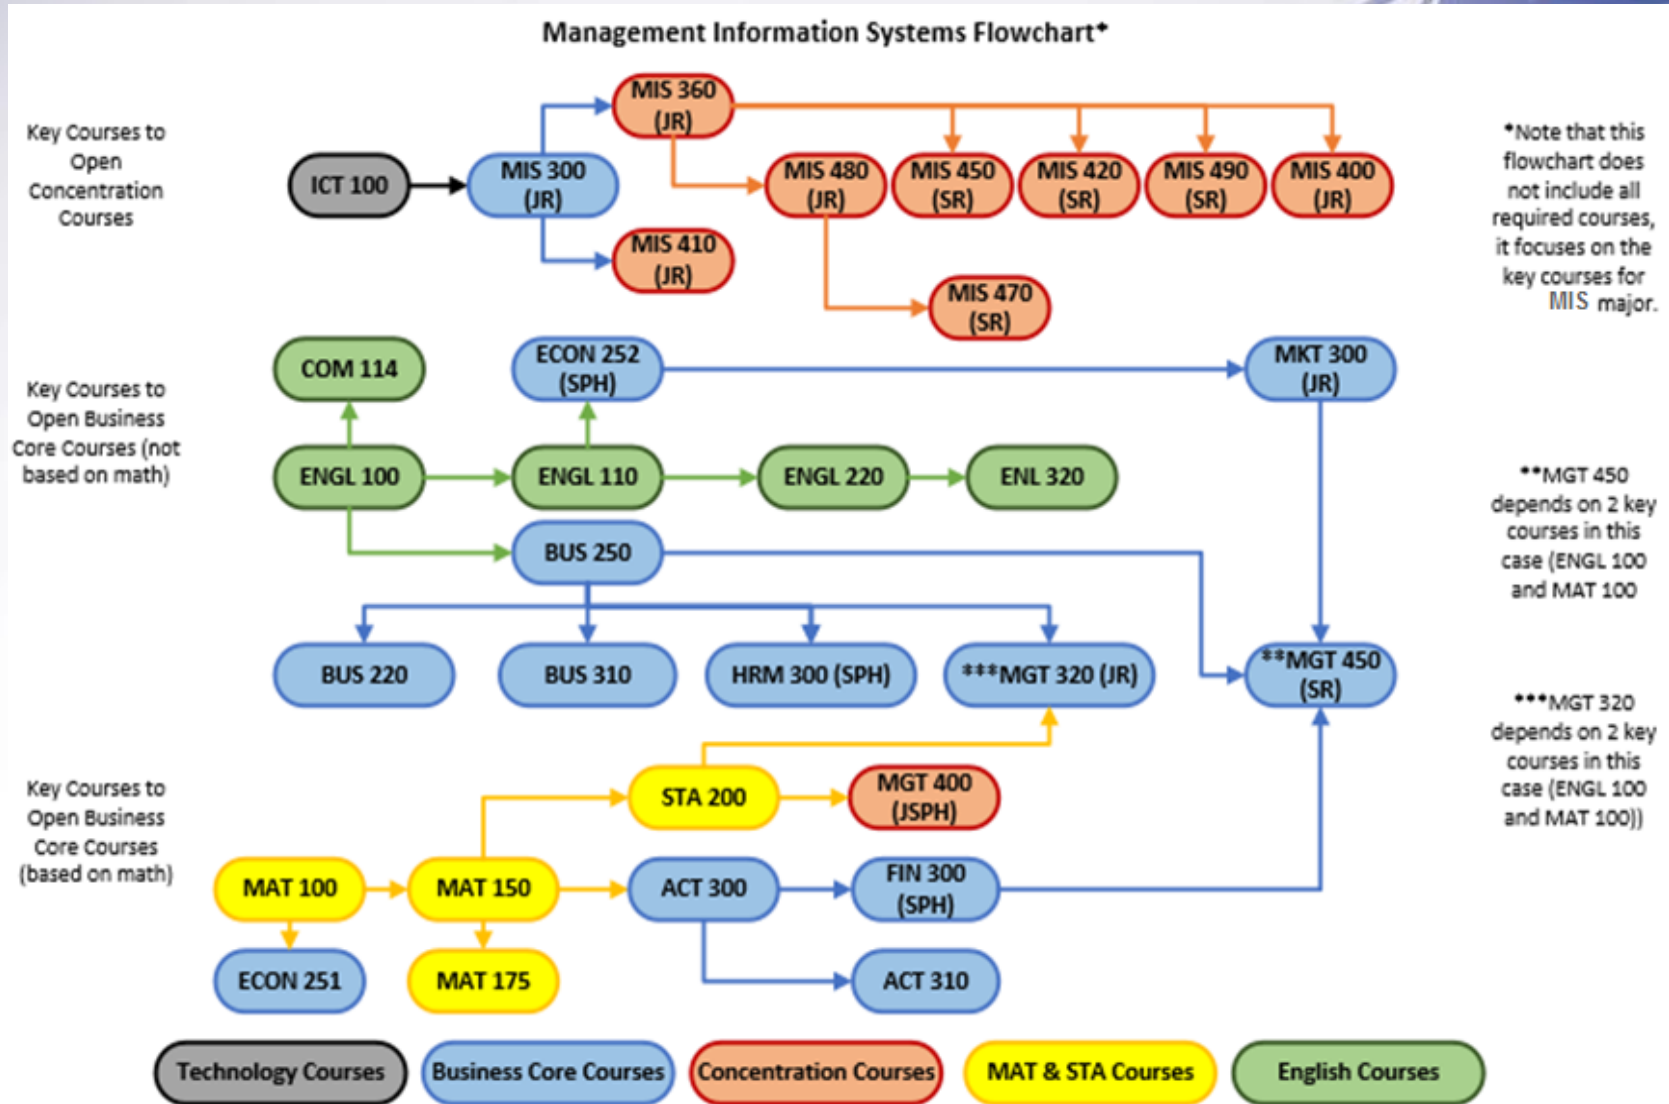 Management Information Systems Flowchart*
Key Courses to
Open
Concentration
Courses
ICT 100
MIS 300
(JR)
MIS 360
(JR)
MIS 410
(JR)
MIS 480
(JR)
MIS 450
(SR)
MIS 420
(SR)
MIS 490
(SR)
MIS 400
(JR)
MIS 470
(SR)
*Note that this
flowchart does
not include all
required courses,
it focuses on the
key courses for
MIS major.
Key Courses to
Open Business
Core Courses (not
based on math)
COM 114
ECON 252
(SPH)
MKT 300
(JR)
ENGL 100
ENGL 110
ENGL 220
ENL 320
BUS 250
BUS 220
BUS 310
HRM 300 (SPH)
***MGT 320 (JR)
**MGT 450
(SR)
**MGT 450
depends on 2 key
courses in this
case (ENGL 100
and MAT 100
***MGT 320
depends on 2 key
courses in this
case (ENGL 100
and MAT 100))
Key Courses to
Open Business
Core Courses
(based on math)
STA 200
MGT 400
(JSPH)
MAT 100
MAT 150
ACT 300
FIN 300
(SPH)
ECON 251
MAT 175
ACT 310
Technology Courses
Business Core Courses
Concentration Courses
MAT & STA Courses
English Courses